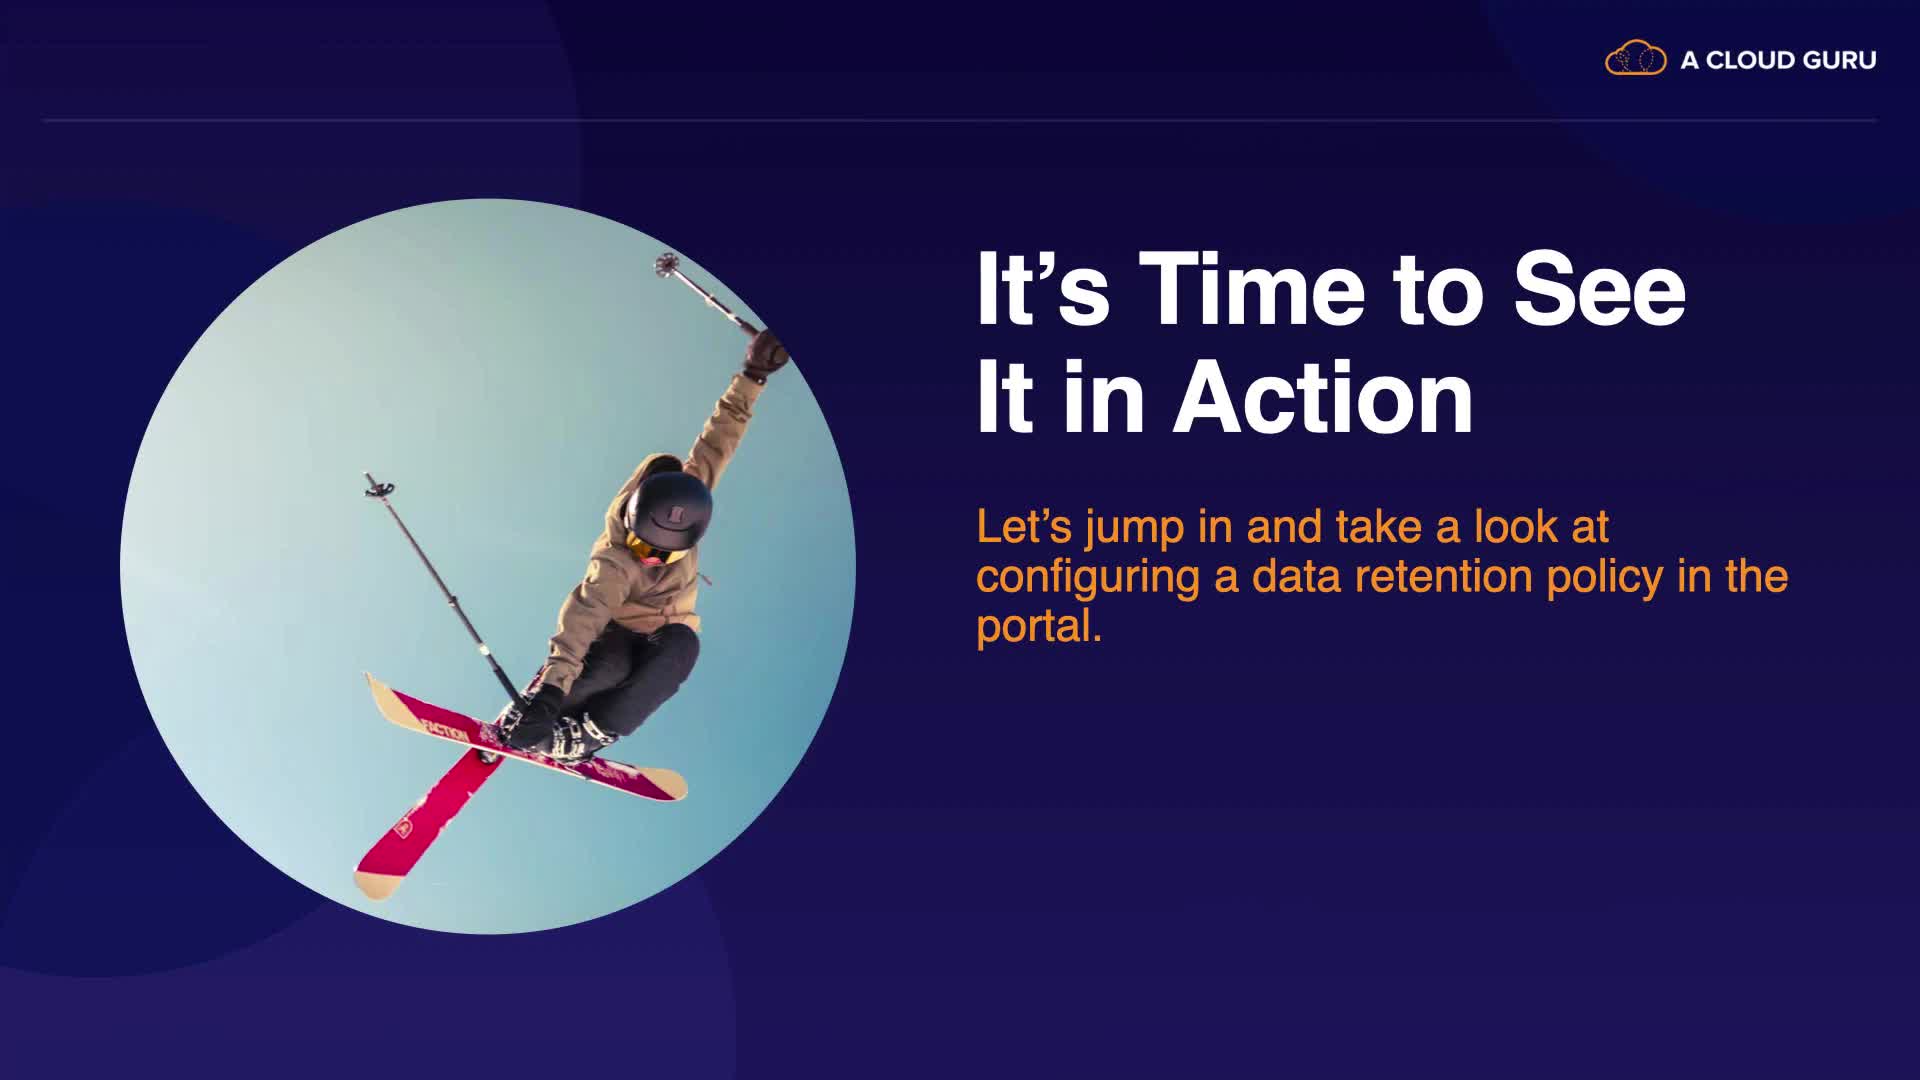 A CLOUD GURU
It’s Time to See
It in Action
Let’s jump in and take a look at
configuring a data retention policy in the
portal.
FACTION